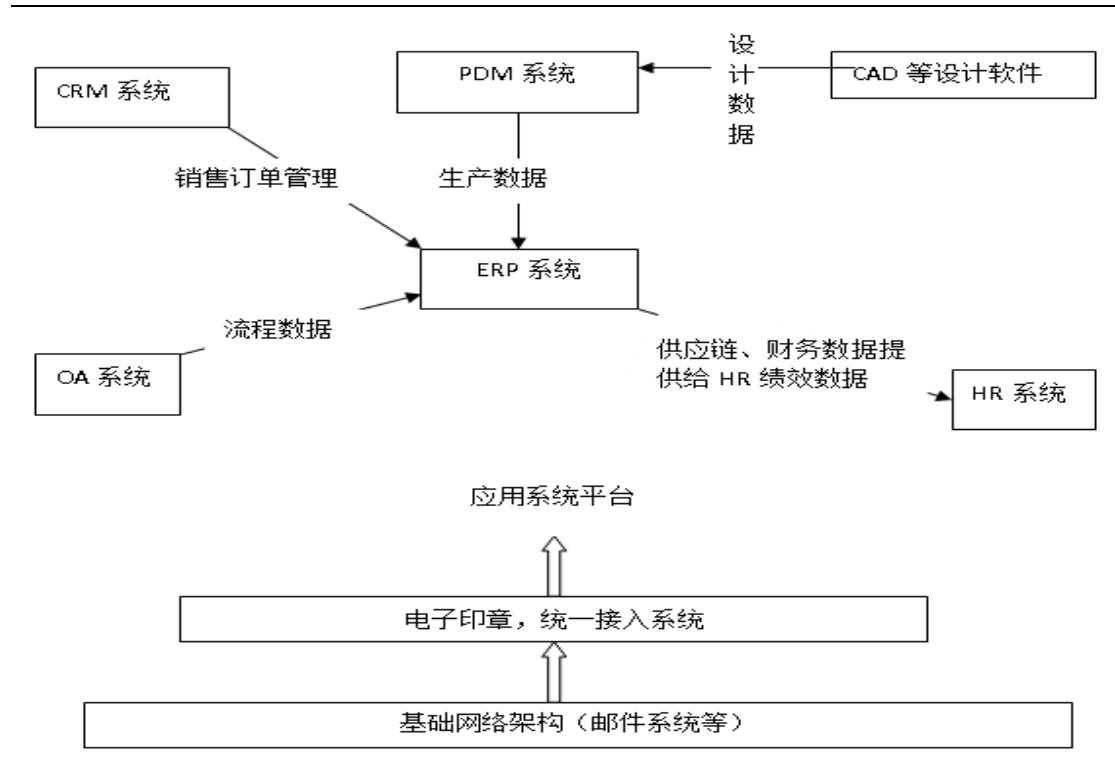 CRM 系统
PDM 系统
设计数据
CAD 等设计软件
销售订单管理
生产数据
ERP 系统
流程数据
OA 系统
供应链、财务数据提
供给 HR 绩效数据
HR 系统
应用系统平台
电子印章，统一接入系统
基础网络架构（邮件系统等）